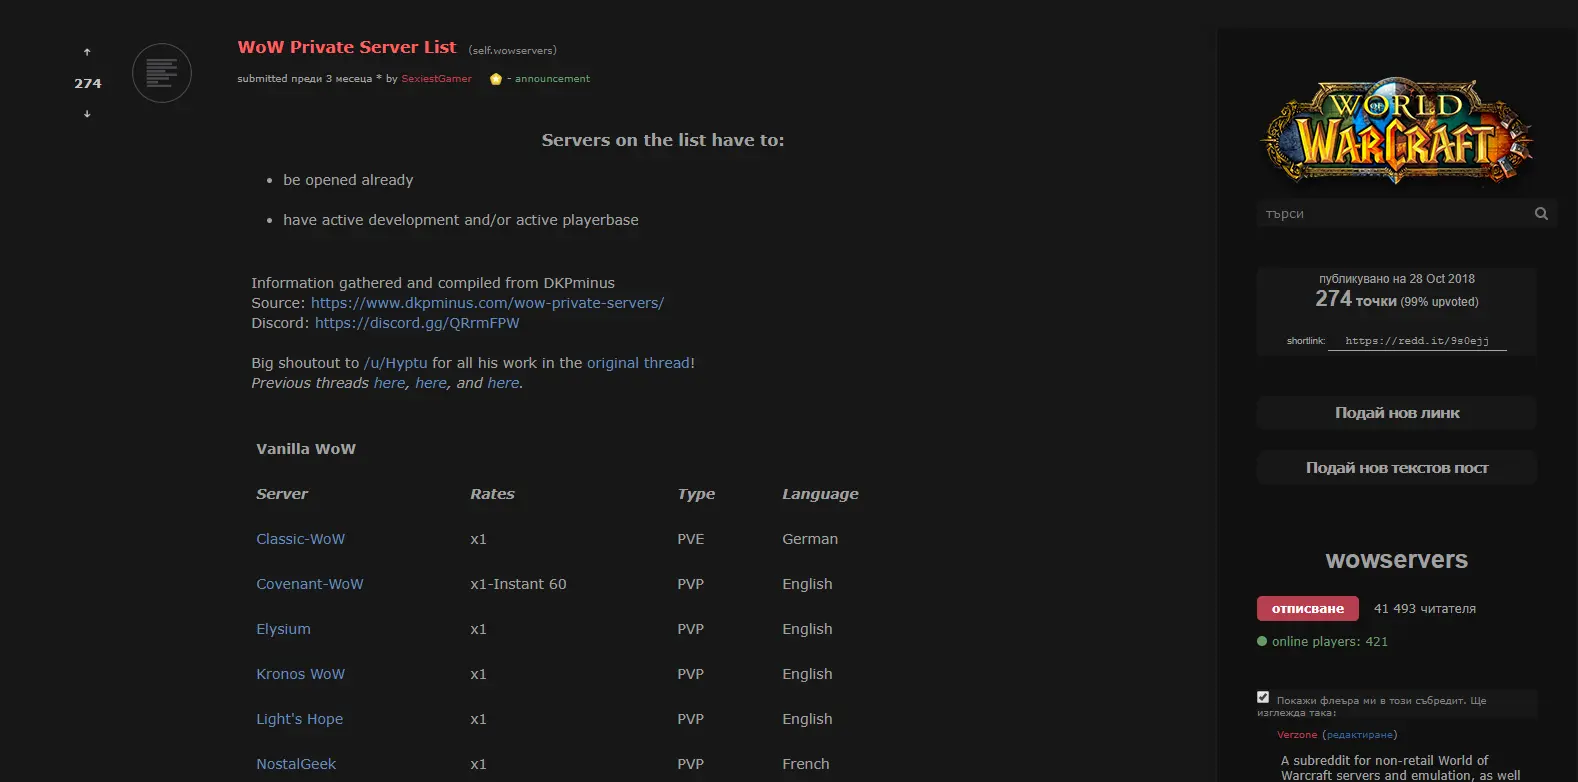 274
WoW Private Server List (self.wowservers)
submitted преди 3 месеца * by SexiestGamer - announcement
Servers on the list have to:
be opened already
have active development and/or active playerbase
Information gathered and compiled from DKPminus
Source: https://www.dkpminus.com/wow-private-servers/
Discord: https://discord.gg/QRrmFPW
Big shoutout to /u/Hyptu for all his work in the original thread!
Previous threads here, here, and here.
Vanilla WoW
Server Rates Type Language
Classic-WoW x1 PVE German
Covenant-WoW x1-Instant 60 PVP English
Elysium x1 PVP English
Kronos WoW x1 PVP English
Light's Hope x1 PVP English
NostalGeek x1 PVP French
WORLD OF WARCRAFT
търси
публикувано на 28 Oct 2018
274 точки (99% upvoted)
shortlink: https://redd.it/9s0ejj
Подай нов линк
Подай нов текстов пост
wowservers
отписване 41 493 читателя
online players: 421
Покажи флеъра ми в този събредит. Ще
изглежда така:
Verzone (редактиране)
A subreddit for non-retail World of
Warcraft servers and emulation, as well